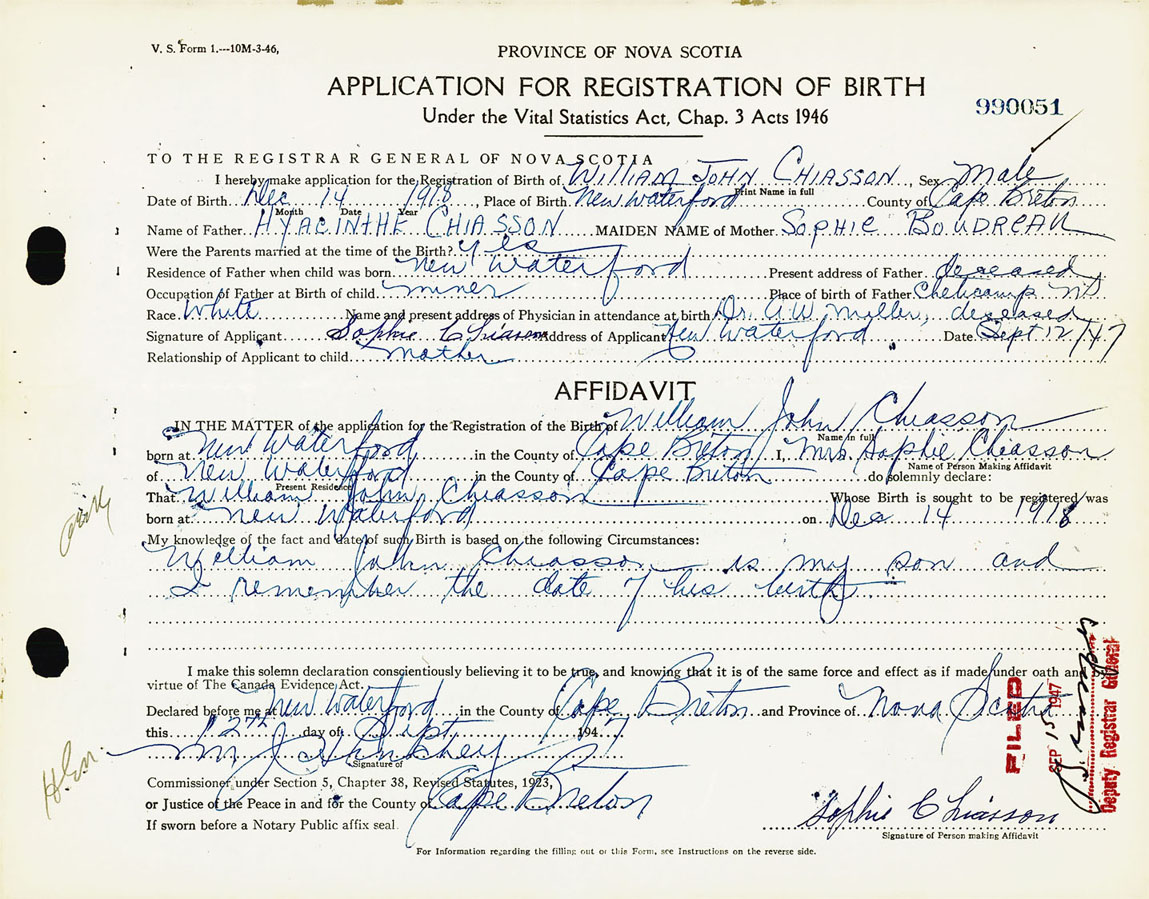 V. S. Form 1.---10M-3-46,
PROVINCE OF NOVA SCOTIA
APPLICATION FOR REGISTRATION OF BIRTH
Under the Vital Statistics Act, Chap. 3 Acts 1946
990051
TO THE REGISTRAR GENERAL OF NOVA SCOTIA
I hereby make application for the Registration of Birth of William John Chiasson, Sex Male
Print Name in full
Date of Birth Dec 14 1918, Place of Birth New Waterford County of Cape Breton
Month Date Year
Name of Father HYACINTHE CHIASSON MAIDEN NAME of Mother SOPHIE BOUDREAU
Were the Parents married at the time of the Birth? Yes
Residence of Father when child was born New Waterford Present address of Father deseased
Occupation of Father at Birth of child miner Place of birth of Father Cheticamp NS
Race White Name and present address of Physician in attendance at birth Dr. A.W. Miller, deseased
Signature of Applicant Sophie Chiasson Address of Applicant New Waterford Date Sept 12/47
Relationship of Applicant to child mother
AFFIDAVIT
IN THE MATTER of the application for the Registration of the Birth of William John Chiasson
Name in full
born at New Waterford in the County of Cape Breton I, Mrs. Sophie Chiasson
Name of Person Making Affidavit
of New Waterford in the County of Cape Breton do solemnly declare:
Present Residence
That William John Chiasson Whose Birth is sought to be registered was
born at New Waterford on Dec 14 1918
My knowledge of the fact and date of such Birth is based on the following Circumstances:
William John Chiasson is my son and
I remember the date of his birth
I make this solemn declaration conscientiously believing it to be true, and knowing that it is of the same force and effect as if made under oath and by
virtue of The Canada Evidence Act.
Declared before me at New Waterford in the County of Cape Breton and Province of Nova Scotia
this 12th day of Sept 1947
Signature of
Commissioner under Section 5, Chapter 38, Revised Statutes, 1923,
or Justice of the Peace in and for the County of Cape Breton
If sworn before a Notary Public affix seal.
Sophie Chiasson
Signature of Person making Affidavit
For Information regarding the filling out of this Form, see Instructions on the reverse side.
FILED
SEP 15 1947
Deputy Registrar General